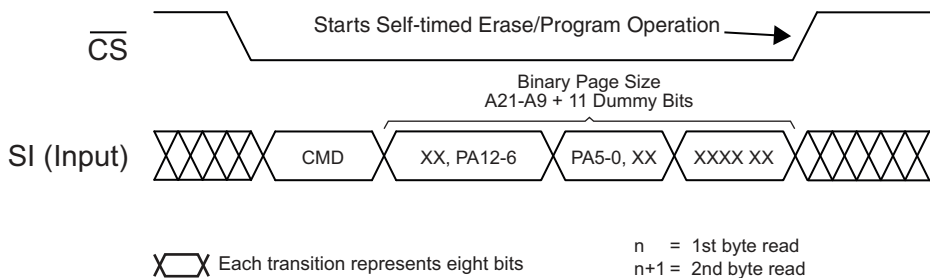 Starts Self-timed Erase/Program Operation
CS
Binary Page Size
A21-A9 + 11 Dummy Bits
SI (Input)
CMD
XX, PA12-6
PA5-0, XX
XXXX XX
Each transition represents eight bits
n = 1st byte read
n+1 = 2nd byte read